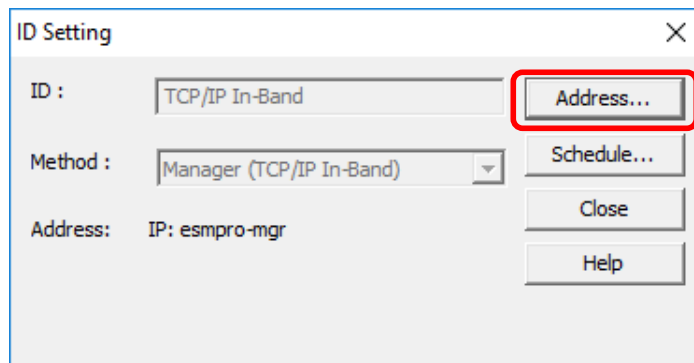 ID Setting
ID :
TCP/IP In-Band
Address...
Method :
Manager (TCP/IP In-Band)
Schedule...
Address:
IP: esmpro-mgr
Close
Help